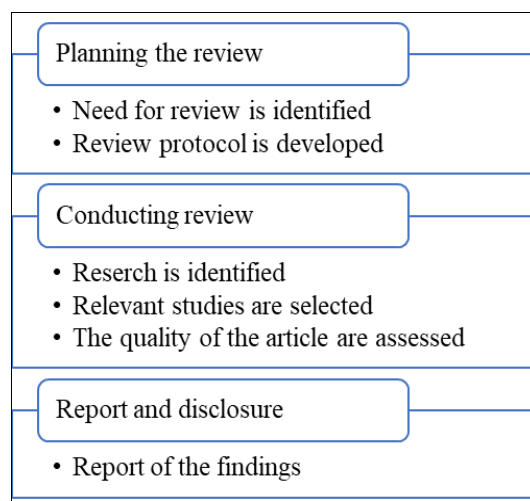 Planning the review
• Need for review is identified
• Review protocol is developed
Conducting review
• Reserch is identified
• Relevant studies are selected
• The quality of the article are assessed
Report and disclosure
• Report of the findings